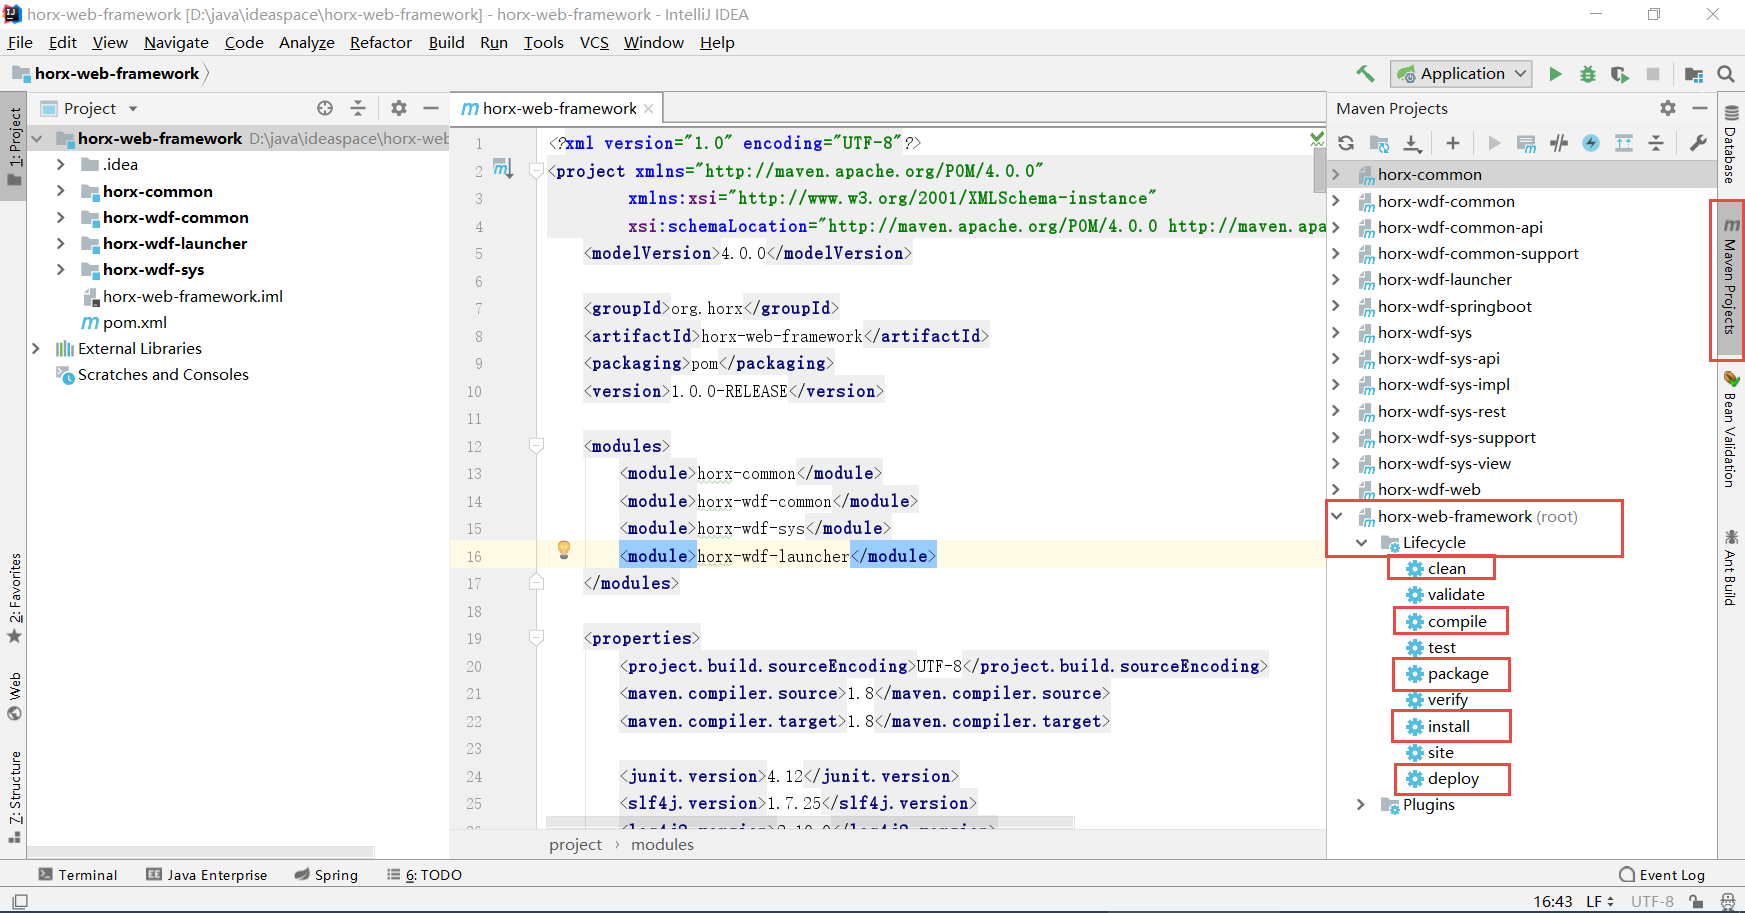 horx-web-framework [D:\java\ideaspace\horx-web-framework] - horx-web-framework - IntelliJ IDEA
File Edit View Navigate Code Analyze Refactor Build Run Tools VCS Window Help
horx-web-framework
Application
1: Project
2: Favorites
Web
7: Structure
Project
horx-web-framework D:\java\ideaspace\horx-web
.idea
horx-common
horx-wdf-common
horx-wdf-launcher
horx-wdf-sys
horx-web-framework.iml
pom.xml
External Libraries
Scratches and Consoles
horx-web-framework
1 <?xml version="1.0" encoding="UTF-8"?>
2 <project xmlns="http://maven.apache.org/POM/4.0.0"
3 xmlns:xsi="http://www.w3.org/2001/XMLSchema-instance"
4 xsi:schemaLocation="http://maven.apache.org/POM/4.0.0 http://maven.apa
5 <modelVersion>4.0.0</modelVersion>
6
7 <groupId>org.horx</groupId>
8 <artifactId>horx-web-framework</artifactId>
9 <packaging>pom</packaging>
10 <version>1.0.0-RELEASE</version>
11
12 <modules>
13 <module>horx-common</module>
14 <module>horx-wdf-common</module>
15 <module>horx-wdf-sys</module>
16 <module>horx-wdf-launcher</module>
17 </modules>
18
19 <properties>
20 <project.build.sourceEncoding>UTF-8</project.build.sourceEncoding>
21 <maven.compiler.source>1.8</maven.compiler.source>
22 <maven.compiler.target>1.8</maven.compiler.target>
23
24 <junit.version>4.12</junit.version>
25 <slf4j.version>1.7.25</slf4j.version>
project › modules
Maven Projects
horx-common
horx-wdf-common
horx-wdf-common-api
horx-wdf-common-support
horx-wdf-launcher
horx-wdf-springboot
horx-wdf-sys
horx-wdf-sys-api
horx-wdf-sys-impl
horx-wdf-sys-rest
horx-wdf-sys-support
horx-wdf-sys-view
horx-wdf-web
horx-web-framework (root)
Lifecycle
clean
validate
compile
test
package
verify
install
site
deploy
Plugins
Database
Maven Projects
Bean Validation
Ant Build
Terminal Java Enterprise Spring 6: TODO Event Log
16:43 LF UTF-8